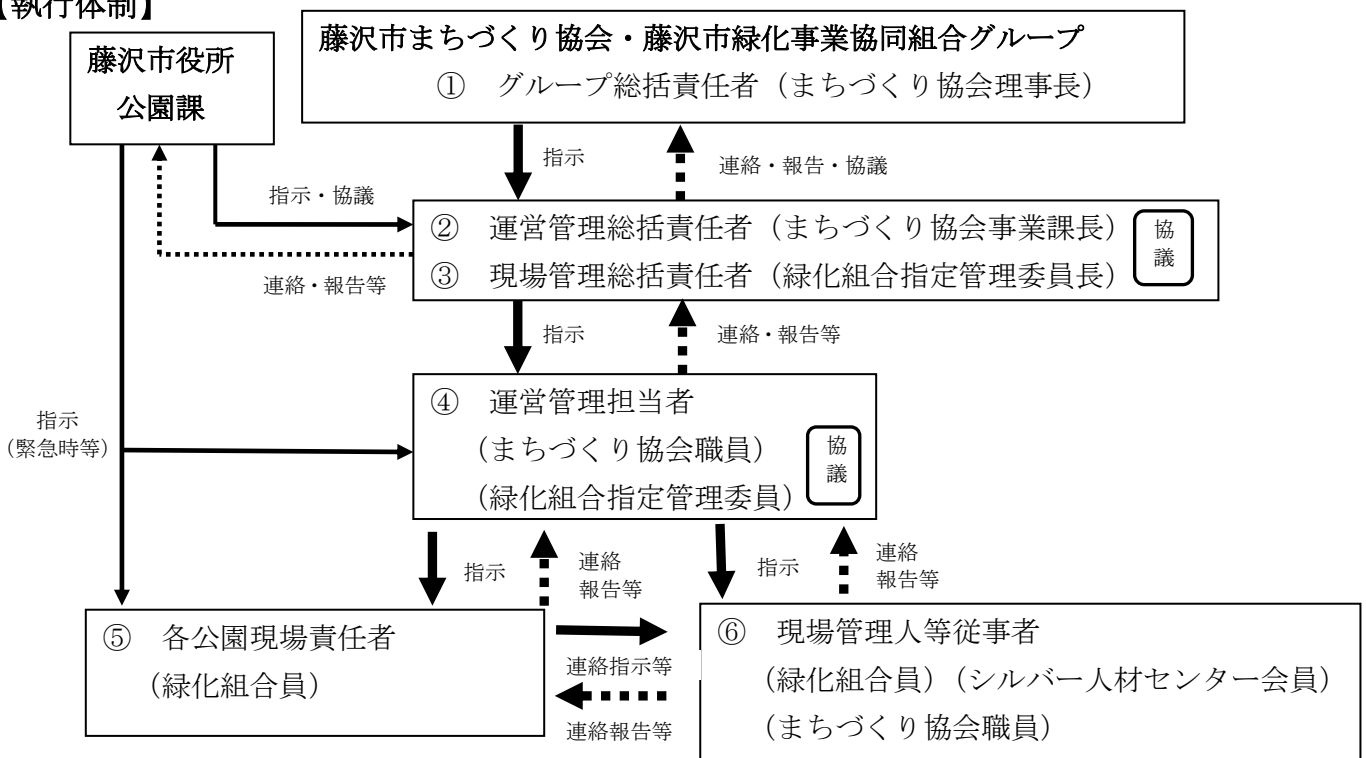 【執行体制】
藤沢市役所
公園課
藤沢市まちづくり協会・藤沢市緑化事業協同組合グループ
① グループ総括責任者（まちづくり協会理事長）
指示
連絡・報告・協議
指示・協議
連絡・報告等
② 運営管理総括責任者（まちづくり協会事業課長）
③ 現場管理総括責任者（緑化組合指定管理委員長）
協
議
指示
連絡・報告等
④ 運営管理担当者
（まちづくり協会職員）
（緑化組合指定管理委員）
協
議
指示
（緊急時等）
指示
連絡
報告等
指示
連絡
報告等
⑤ 各公園現場責任者
（緑化組合員）
連絡指示等
連絡報告等
⑥ 現場管理人等従事者
（緑化組合員）（シルバー人材センター会員）
（まちづくり協会職員）